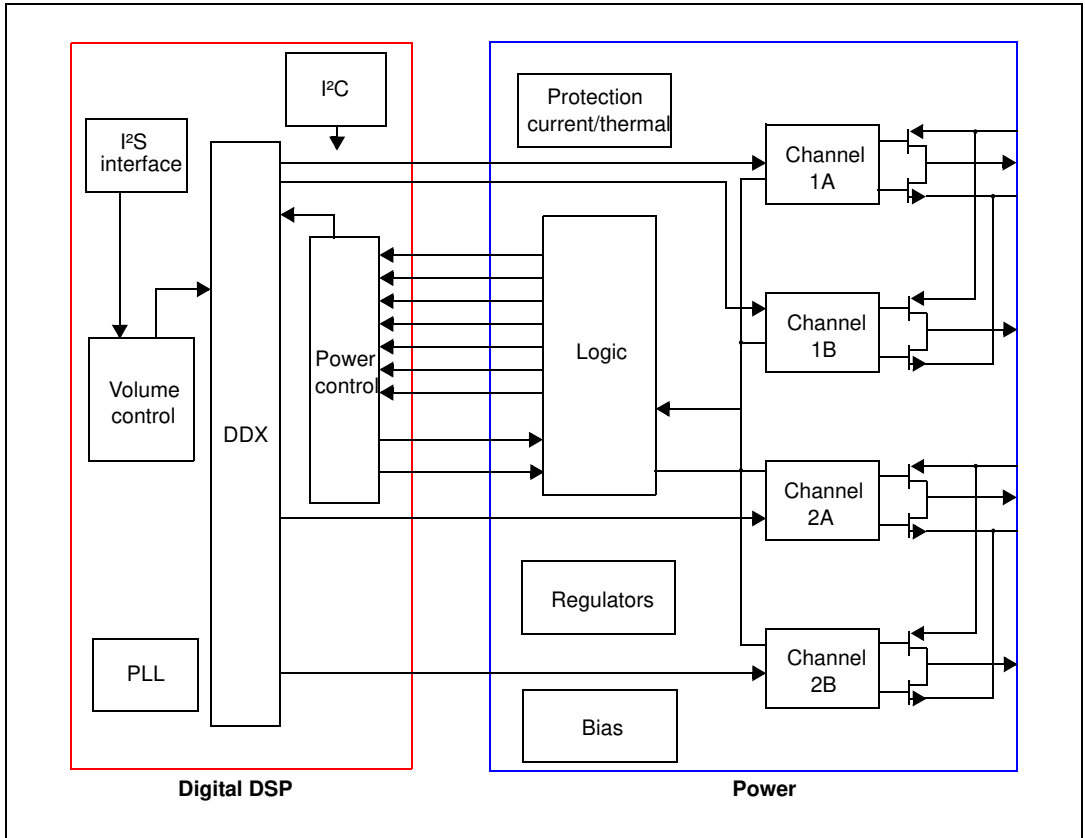 I²C
I²S
interface
Volume
control
DDX
Power
control
PLL
Digital DSP
Protection
current/thermal
Logic
Regulators
Bias
Channel
1A
Channel
1B
Channel
2A
Channel
2B
Power